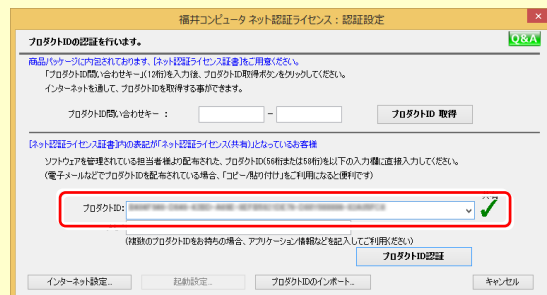 福井コンピュータ ネット認証ライセンス：認証設定
プロダクトIDの認証を行います。
Q&A
商品パッケージに内包されております、[ネット認証ライセンス証書]をご用意ください。
「プロダクトID問い合わせキー」(12桁)を入力後、プロダクトID取得ボタンをクリックしてください。
インターネットを通して、プロダクトIDを取得する事ができます。
プロダクトID問い合わせキー：
－
プロダクトID 取得
[ネット認証ライセンス証書]内の表記が「ネット認証ライセンス(共有)」となっているお客様
ソフトウェアを管理されている担当者様より配布された、プロダクトID(56桁または58桁)を以下の入力欄に直接入力してください。
(電子メールなどでプロダクトIDを配布されている場合、「コピー/貼り付け」をご利用になると便利です)
プロダクトID:
(複数のプロダクトIDをお持ちの場合、アプリケーション情報などを記入してご利用ください)
プロダクトID認証
インターネット設定...
起動設定...
プロダクトIDのインポート...
キャンセル